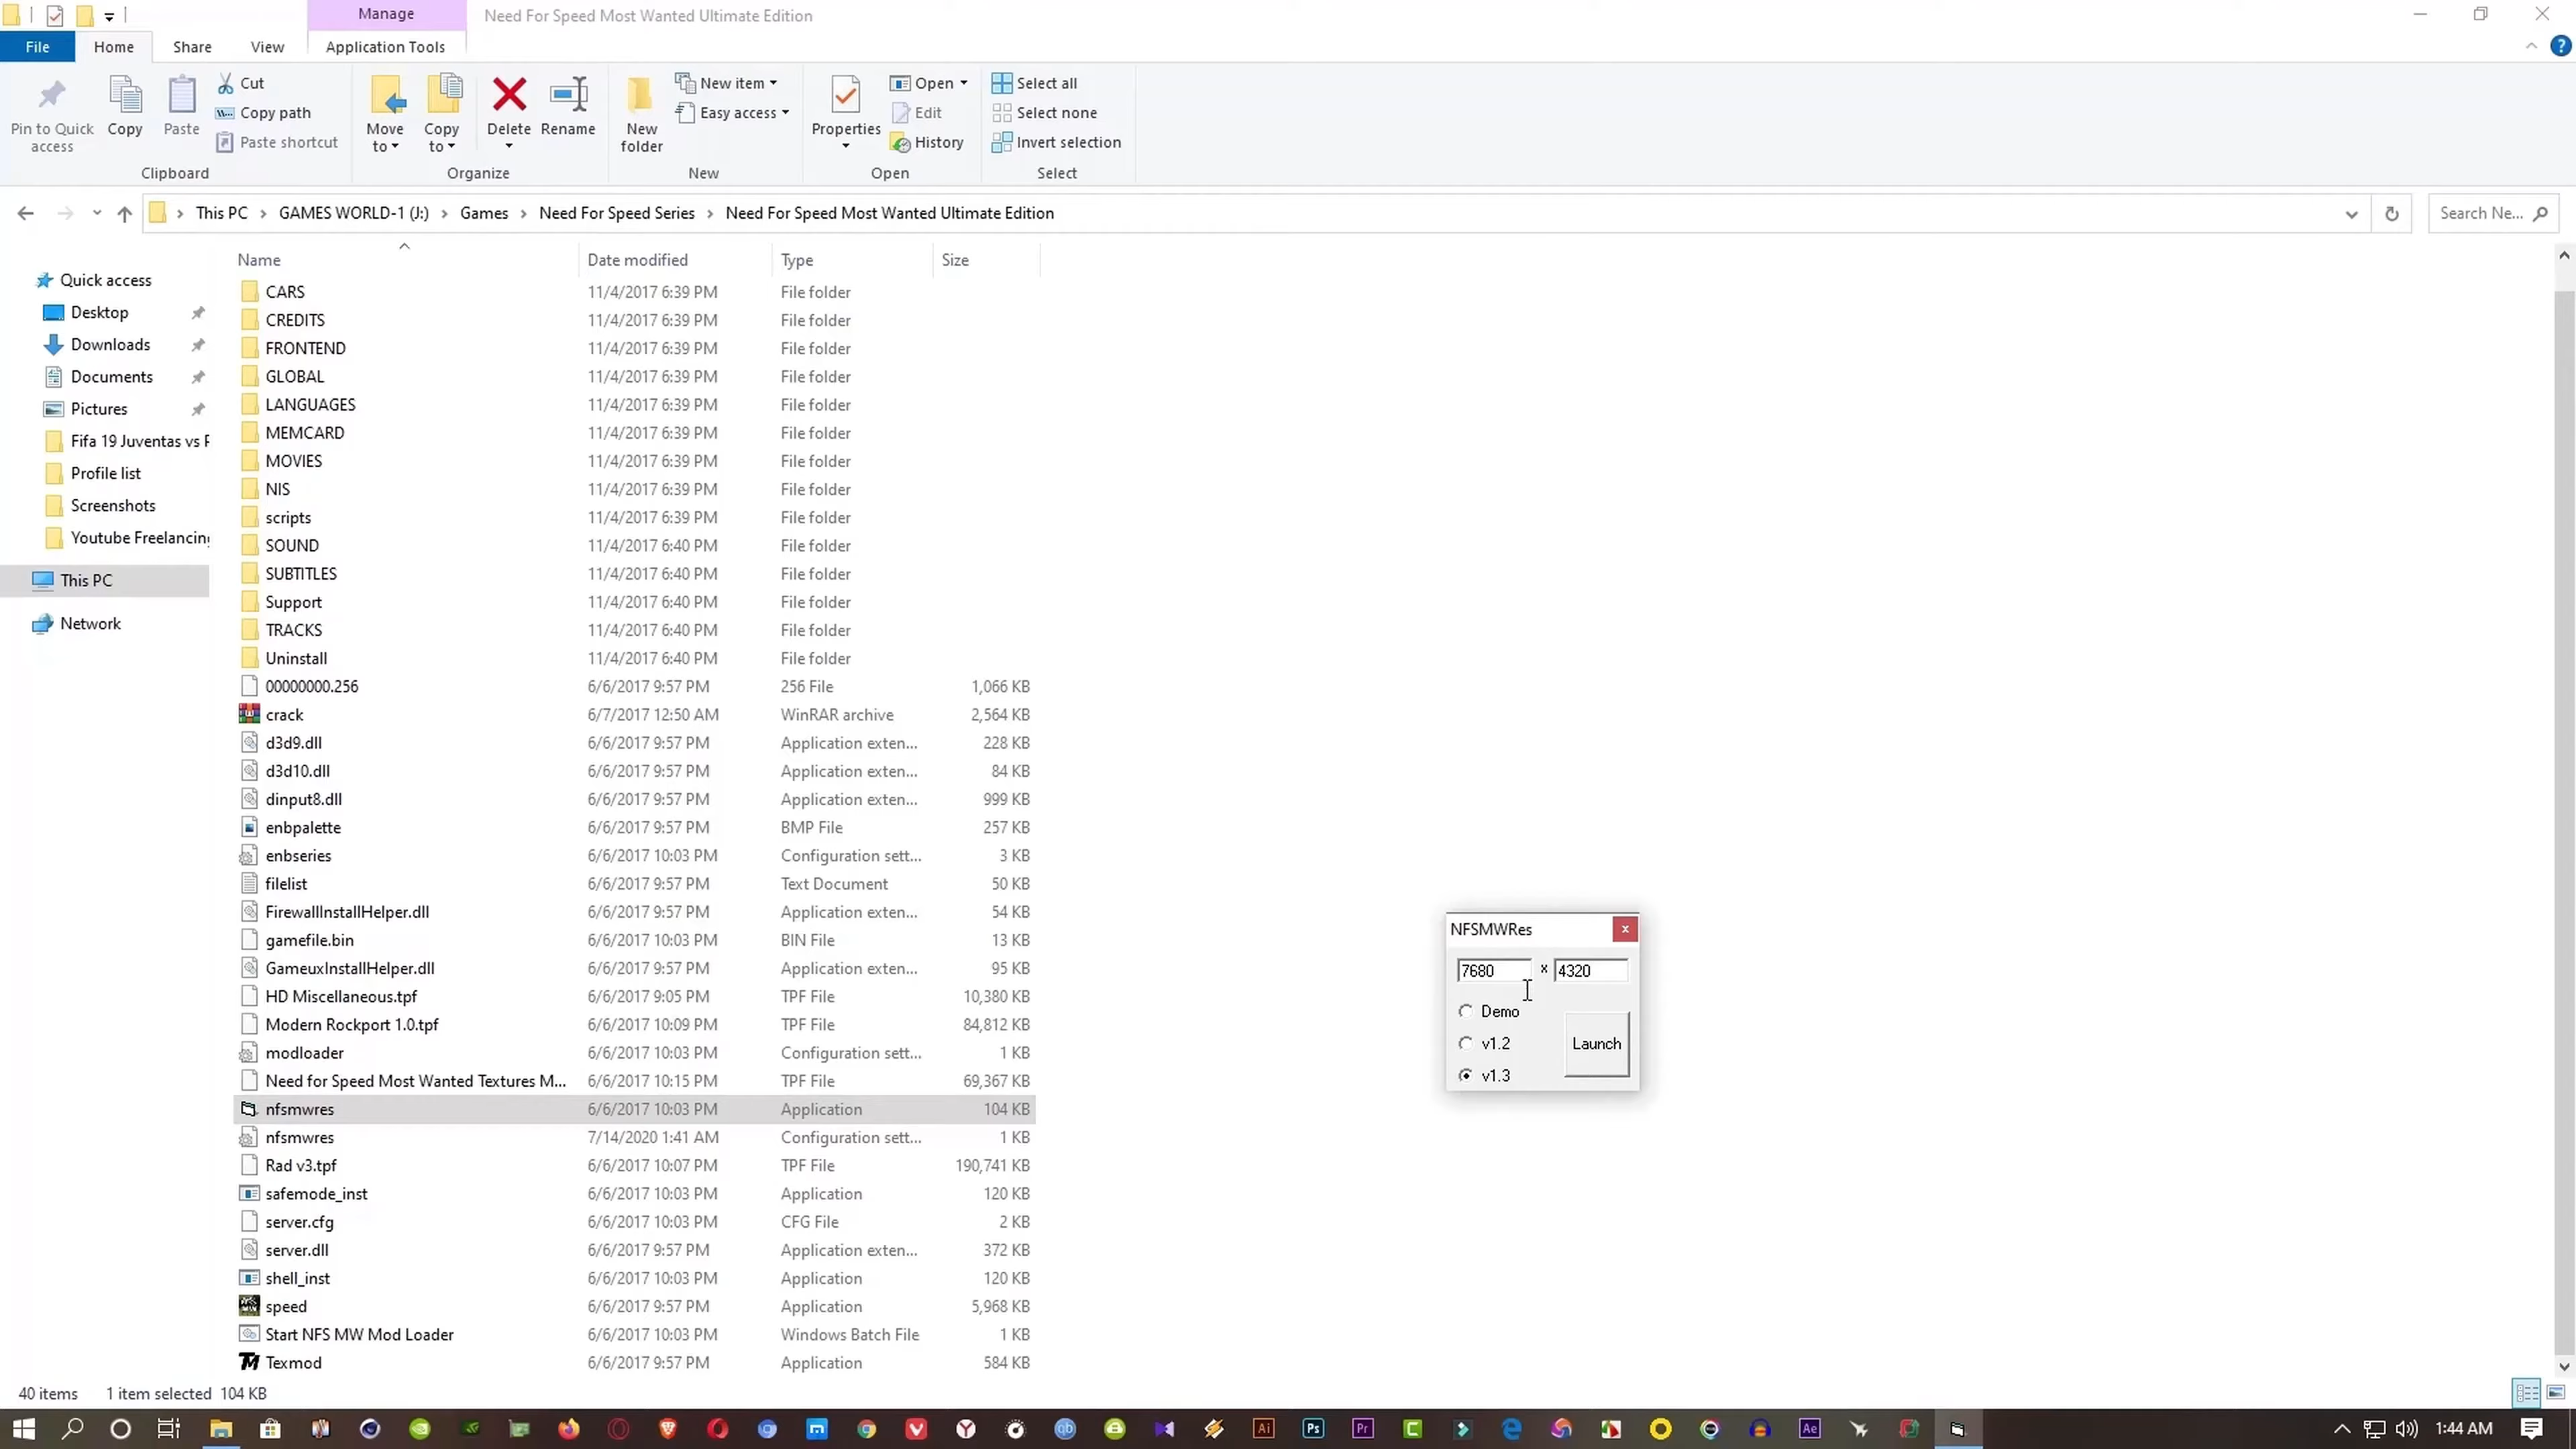 Manage
Need For Speed Most Wanted Ultimate Edition
File
Home
Share
View
Application Tools
Pin to Quick access
Copy
Paste
Cut
Copy path
Paste shortcut
Clipboard
Move to
Copy to
Delete
Rename
Organize
New folder
New item
Easy access
New
Properties
Open
Edit
History
Open
Select all
Select none
Invert selection
Select
This PC > GAMES WORLD-1 (J:) > Games > Need For Speed Series > Need For Speed Most Wanted Ultimate Edition
Search Ne...
Quick access
Desktop
Downloads
Documents
Pictures
Fifa 19 Juventas vs
Profile list
Screenshots
Youtube Freelancing
This PC
Network
Name Date modified Type Size
CARS 11/4/2017 6:39 PM File folder
CREDITS 11/4/2017 6:39 PM File folder
FRONTEND 11/4/2017 6:39 PM File folder
GLOBAL 11/4/2017 6:39 PM File folder
LANGUAGES 11/4/2017 6:39 PM File folder
MEMCARD 11/4/2017 6:39 PM File folder
MOVIES 11/4/2017 6:39 PM File folder
NIS 11/4/2017 6:39 PM File folder
scripts 11/4/2017 6:39 PM File folder
SOUND 11/4/2017 6:40 PM File folder
SUBTITLES 11/4/2017 6:40 PM File folder
Support 11/4/2017 6:40 PM File folder
TRACKS 11/4/2017 6:40 PM File folder
Uninstall 11/4/2017 6:40 PM File folder
00000000.256 6/6/2017 9:57 PM 256 File 1,066 KB
crack 6/7/2017 12:50 AM WinRAR archive 2,564 KB
d3d9.dll 6/6/2017 9:57 PM Application exten... 228 KB
d3d10.dll 6/6/2017 9:57 PM Application exten... 84 KB
dinput8.dll 6/6/2017 9:57 PM Application exten... 999 KB
enbpalette 6/6/2017 9:57 PM BMP File 257 KB
enbseries 6/6/2017 10:03 PM Configuration sett... 3 KB
filelist 6/6/2017 9:57 PM Text Document 50 KB
FirewallInstallHelper.dll 6/6/2017 9:57 PM Application exten... 54 KB
gamefile.bin 6/6/2017 10:03 PM BIN File 13 KB
GameuxInstallHelper.dll 6/6/2017 9:57 PM Application exten... 95 KB
HD Miscellaneous.tpf 6/6/2017 9:05 PM TPF File 10,380 KB
Modern Rockport 1.0.tpf 6/6/2017 10:09 PM TPF File 84,812 KB
modloader 6/6/2017 10:03 PM Configuration sett... 1 KB
Need for Speed Most Wanted Textures M... 6/6/2017 10:15 PM TPF File 69,367 KB
nfsmwres 6/6/2017 10:03 PM Application 104 KB
nfsmwres 7/14/2020 1:41 AM Configuration sett... 1 KB
Rad v3.tpf 6/6/2017 10:07 PM TPF File 190,741 KB
safemode_inst 6/6/2017 10:03 PM Application 120 KB
server.cfg 6/6/2017 10:03 PM CFG File 2 KB
server.dll 6/6/2017 9:57 PM Application exten... 372 KB
shell_inst 6/6/2017 10:03 PM Application 120 KB
speed 6/6/2017 9:57 PM Application 5,968 KB
Start NFS MW Mod Loader 6/6/2017 10:03 PM Windows Batch File 1 KB
Texmod 6/6/2017 9:57 PM Application 584 KB
NFSMWRes
7680 x 4320
Demo
v1.2
v1.3
Launch
40 items 1 item selected 104 KB
Ai
Ps
Pr
Ae
1:44 AM